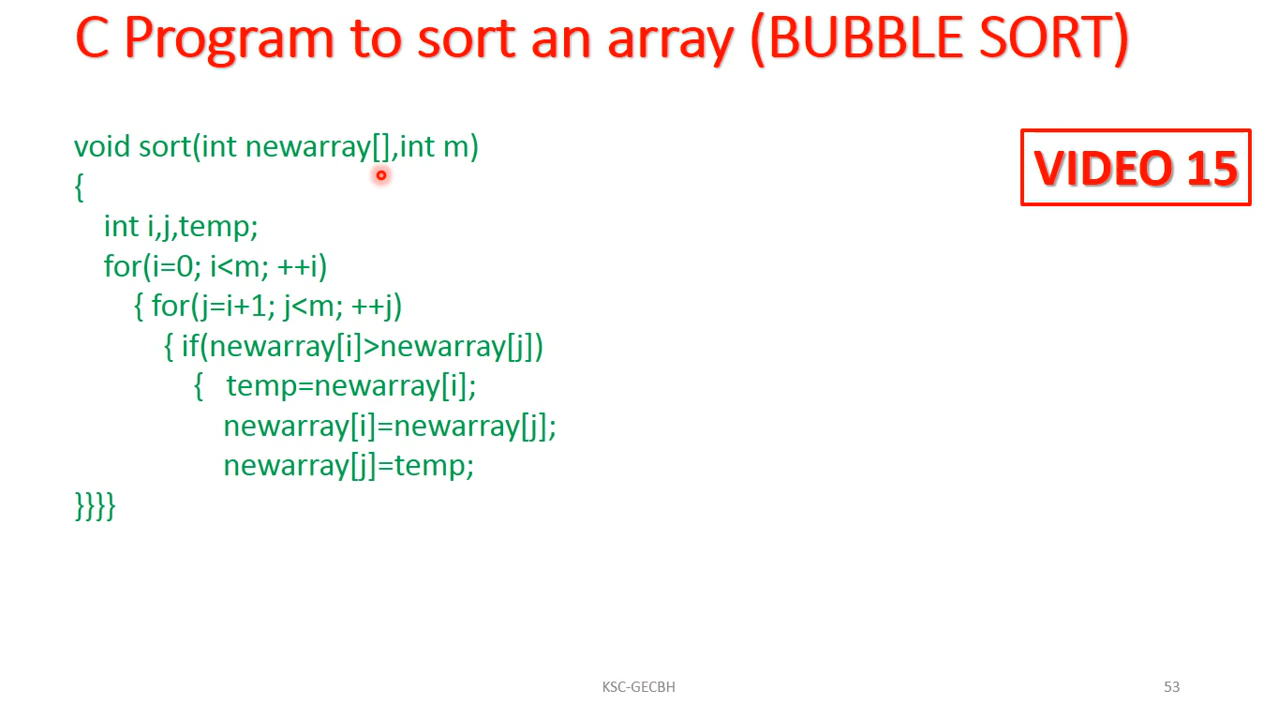 C Program to sort an array (BUBBLE SORT)
VIDEO 15
void sort(int newarray[],int m)
{
int i,j,temp;
for(i=0; i<m; ++i)
{ for(j=i+1; j<m; ++j)
{ if(newarray[i]>newarray[j])
{ temp=newarray[i];
newarray[i]=newarray[j];
newarray[j]=temp;
}}}}
KSC-GECBH
53